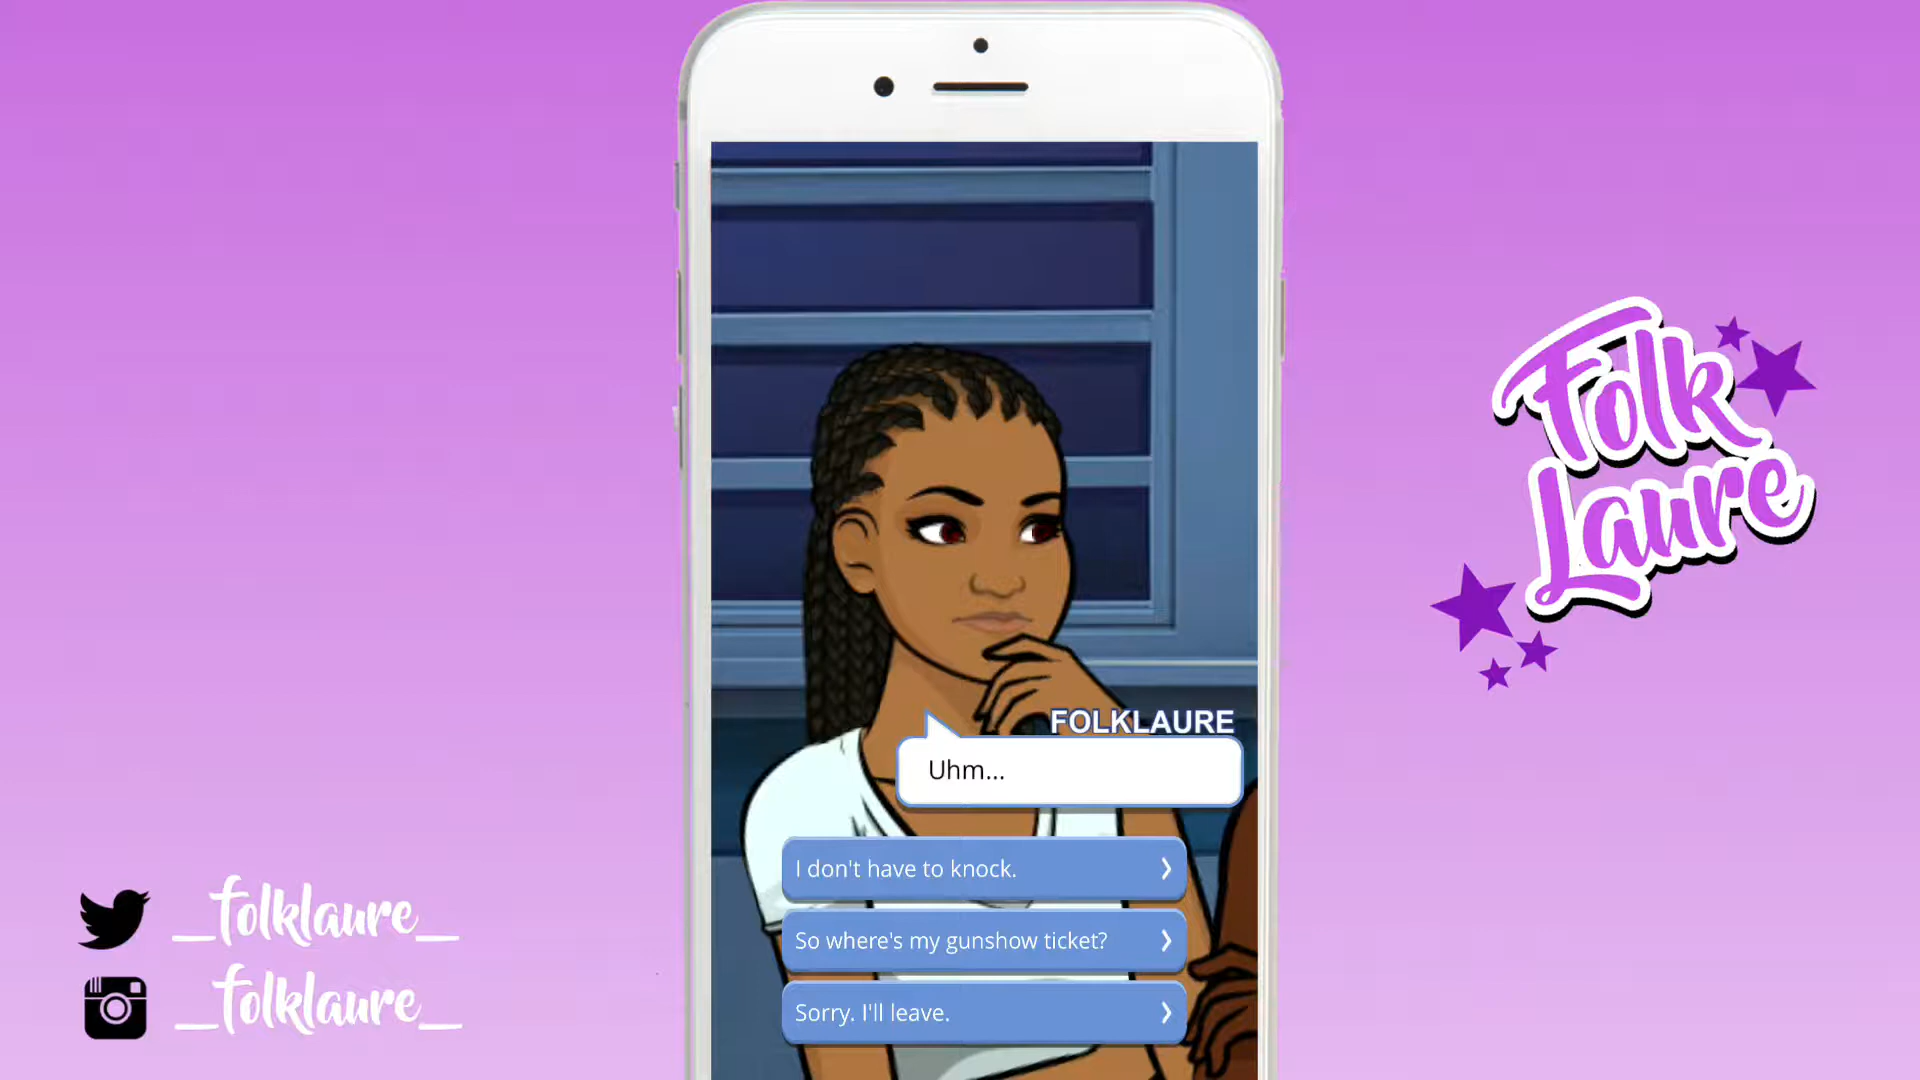 Folk
Laure
FOLKLAURE
Uhm...
I don't have to knock.
So where's my gunshow ticket?
Sorry. I'll leave.
_folklaure_
_folklaure_